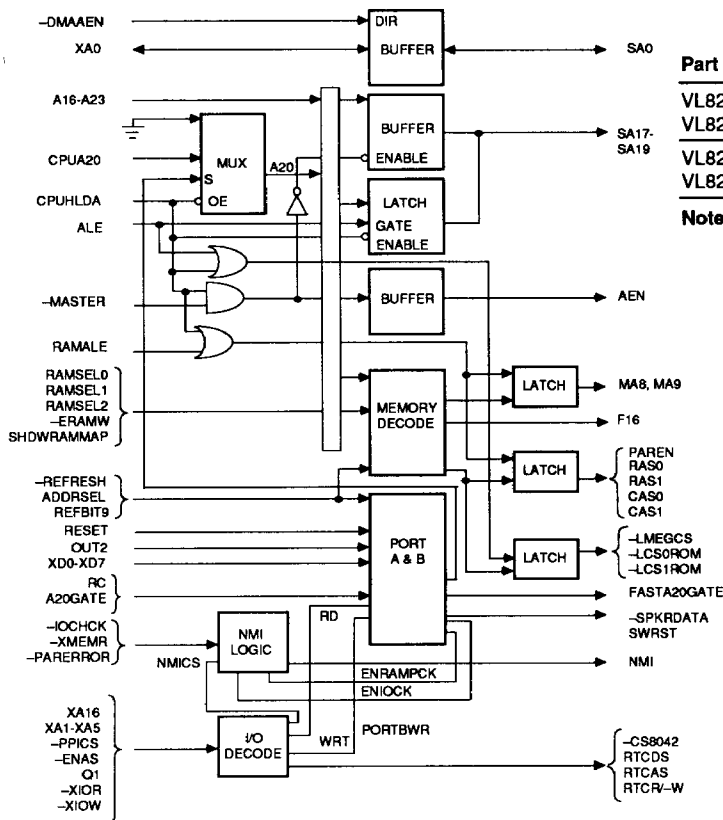 –DMAAEN
XA0
DIR
BUFFER
SA0
Part
VL82
VL82
VL82
VL82
Note
A16-A23
CPUA20
CPUHLDA
ALE
MUX
S
OE
A20
BUFFER
ENABLE
LATCH
GATE
ENABLE
SA17-
SA19
–MASTER
BUFFER
AEN
RAMALE
RAMSEL0
RAMSEL1
RAMSEL2
–ERAMW
SHDWRAMMAP
MEMORY
DECODE
LATCH
MA8, MA9
F16
LATCH
PAREN
RAS0
RAS1
CAS0
CAS1
–REFRESH
ADDRSEL
REFBIT9
RESET
OUT2
XD0-XD7
RC
A20GATE
PORT
A & B
LATCH
–LMEGCS
–LCS0ROM
–LCS1ROM
FASTA20GATE
–SPKRDATA
SWRST
RD
–IOCHCK
–XMEMR
–PARERROR
NMI
LOGIC
NMI
NMICS
ENRAMPCK
ENIOCK
XA16
XA1-XA5
–PPICS
–ENAS
Q1
–XIOR
–XIOW
I/O
DECODE
WRT
PORTBWR
–CS8042
RTCDS
RTCAS
RTCR/–W